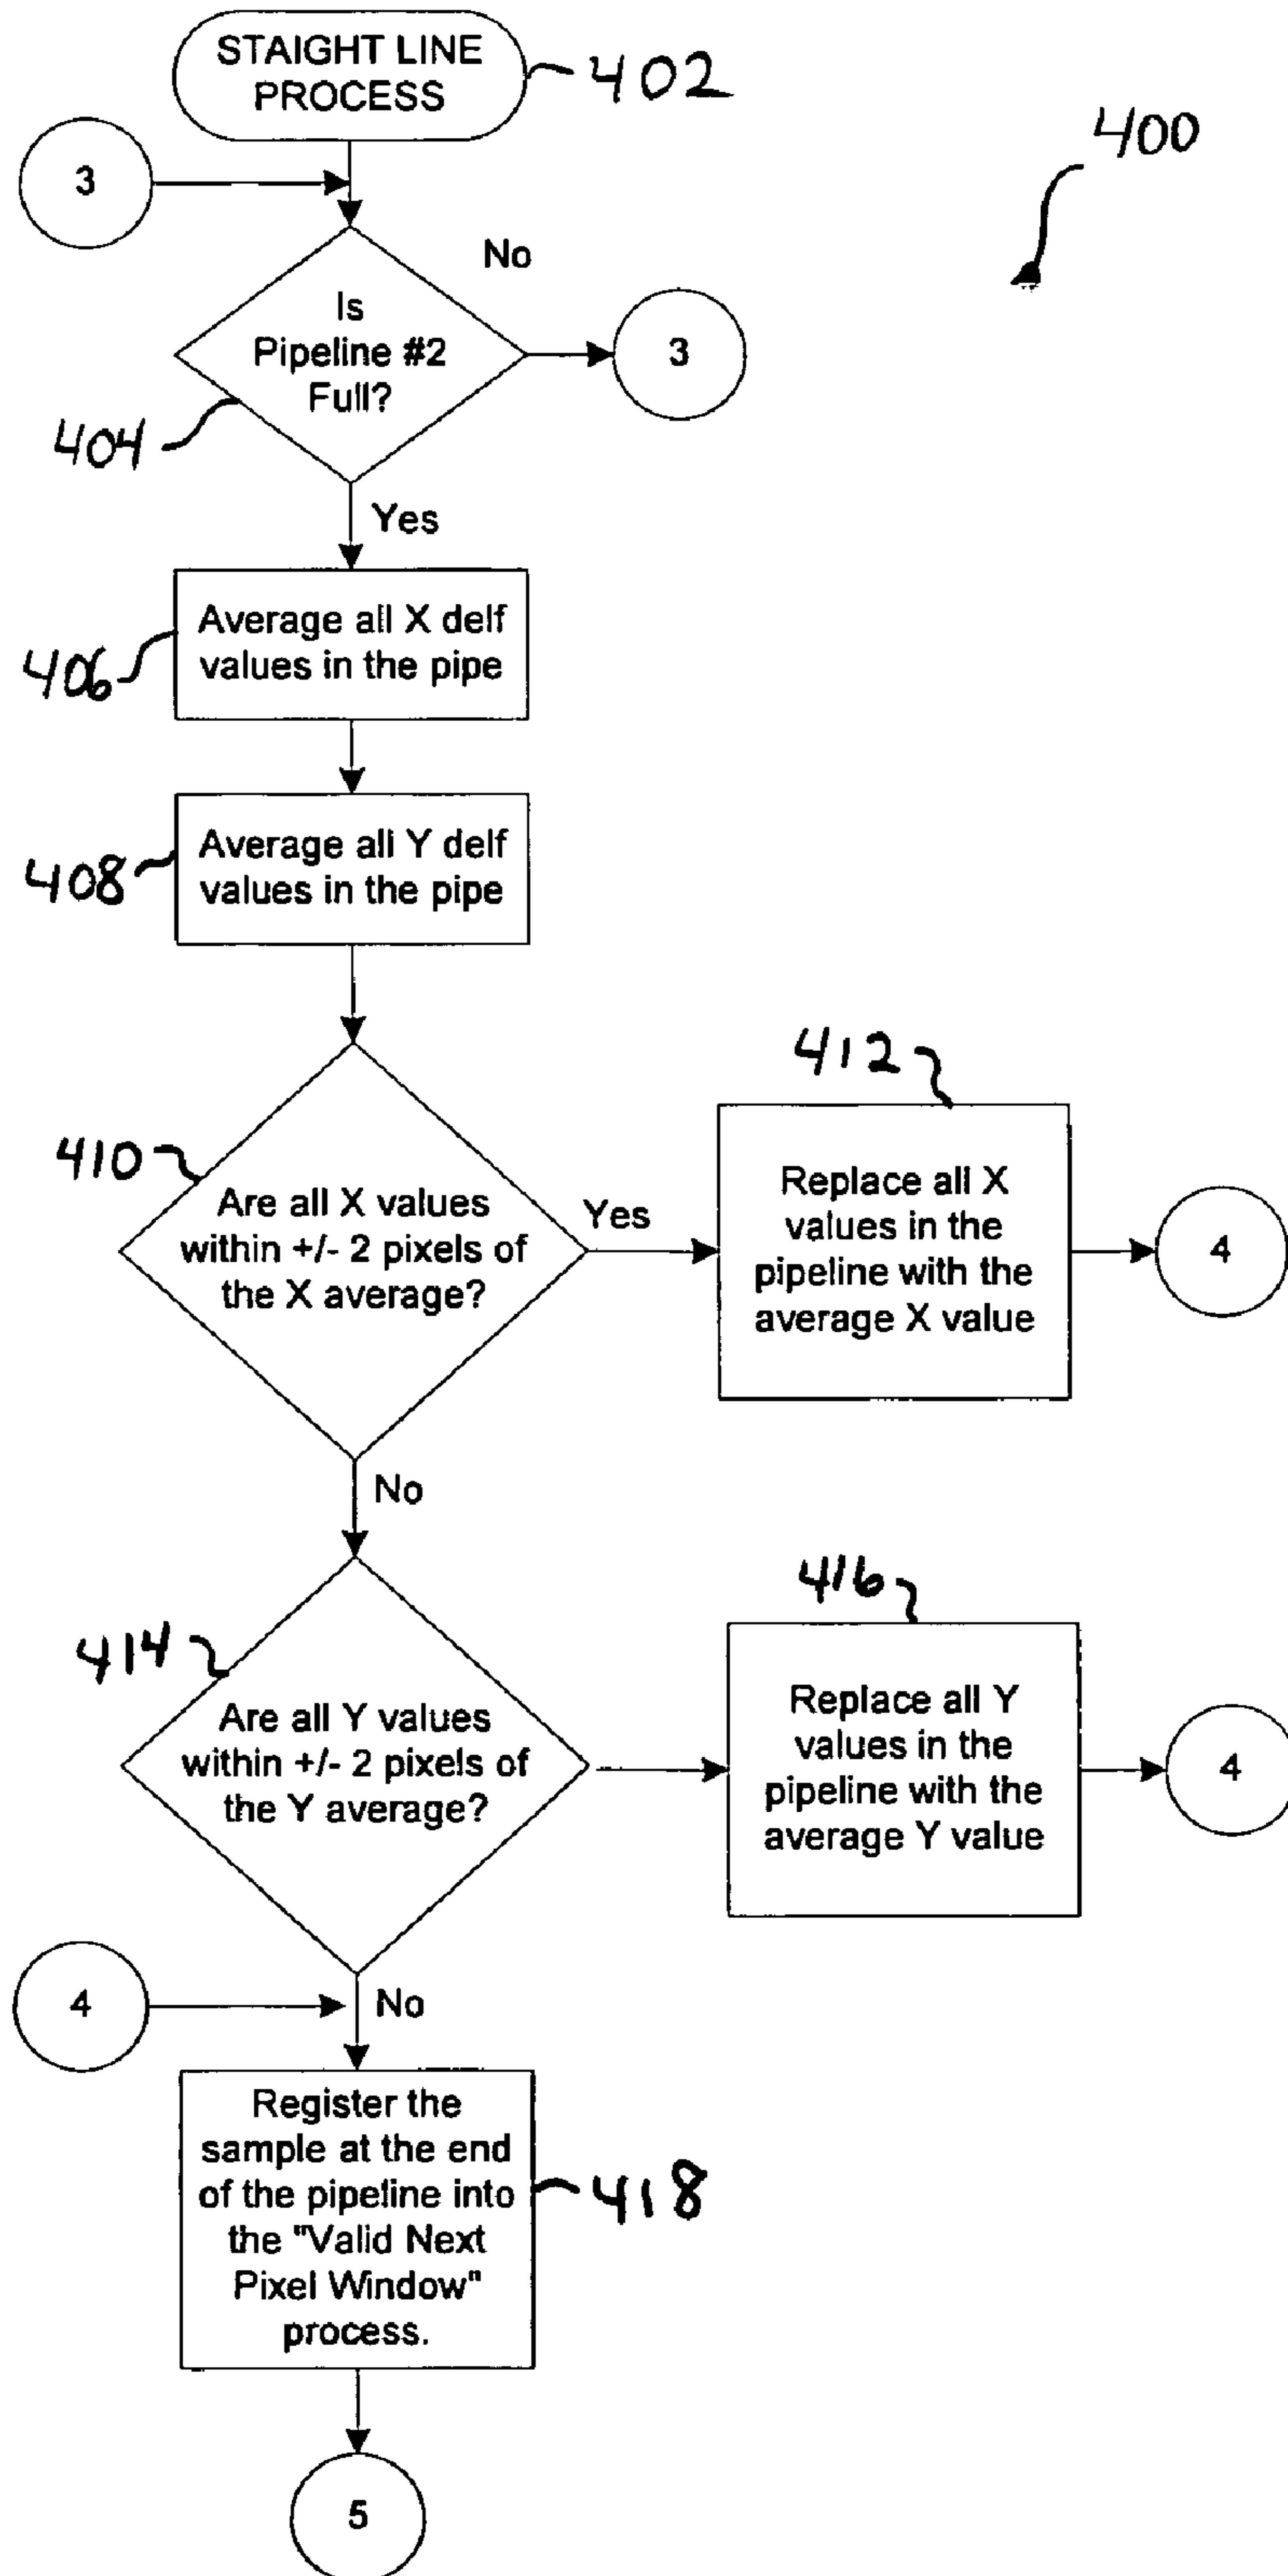 STAIGHT LINE
PROCESS
402
400
3
No
Is
Pipeline #2
Full?
3
404
Yes
Average all X delf
values in the pipe
406
Average all Y delf
values in the pipe
408
410
Are all X values
within +/- 2 pixels of
the X average?
Yes
412
Replace all X
values in the
pipeline with the
average X value
4
No
414
Are all Y values
within +/- 2 pixels of
the Y average?
416
Replace all Y
values in the
pipeline with the
average Y value
4
4
No
Register the
sample at the end
of the pipeline into
the "Valid Next
Pixel Window"
process.
418
5